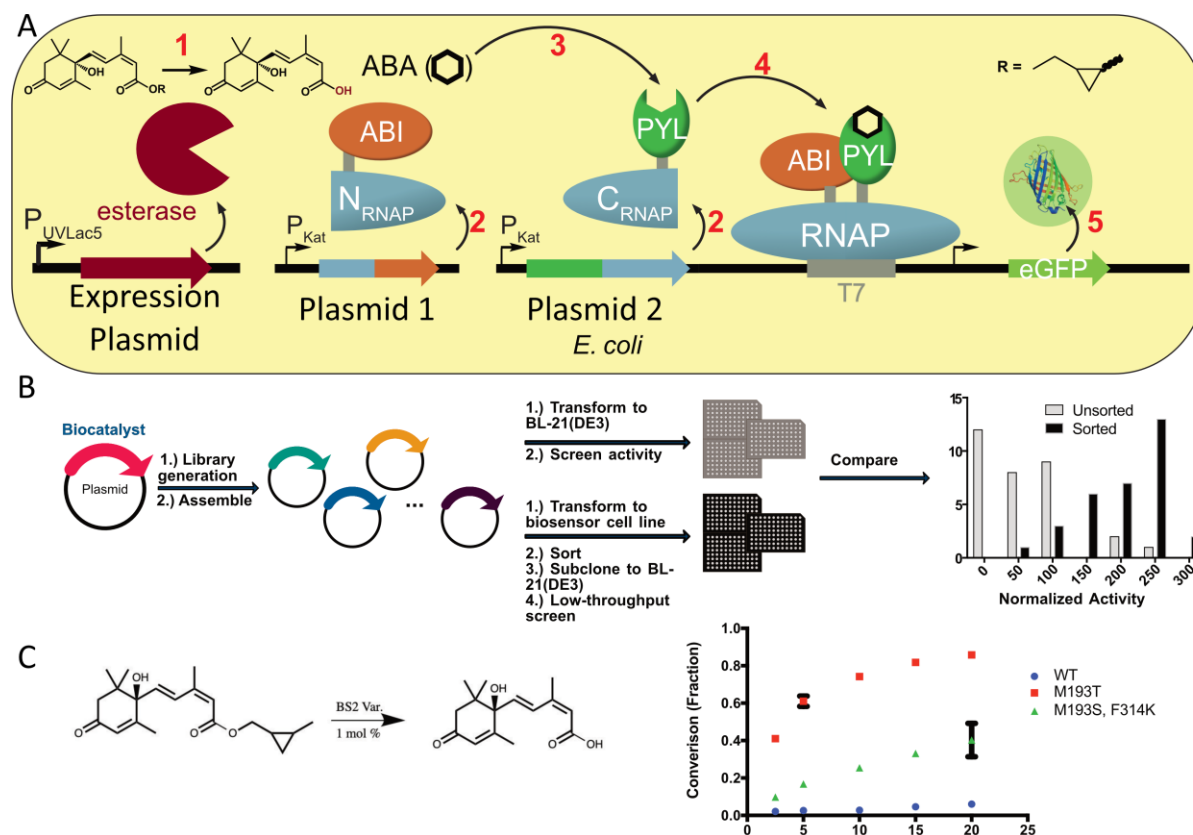 A
1
OH
O
O
OR
OH
O
O
OH
ABA ( )
3
4
R =
ABI
PYL
ABI
PYL
esterase
N RNAP
C RNAP
RNAP
2
2
5
P UVLac5
P Kat
P Kat
T7
eGFP
Expression
Plasmid
Plasmid 1
Plasmid 2
E. coli
B
Biocatalyst
Plasmid
1.) Library
generation
2.) Assemble
...
1.) Transform to
BL-21(DE3)
2.) Screen activity
1.) Transform to
biosensor cell line
2.) Sort
3.) Subclone to BL-
21(DE3)
4.) Low-throughput
screen
Compare
Unsorted
Sorted
15
10
5
0
0
50
100
150
200
250
300
Normalized Activity
C
OH
O
O
O
BS2 Var.
1 mol %
OH
O
O
OH
Converison (Fraction)
1.0
0.8
0.6
0.4
0.2
0.0
0
5
10
15
20
25
WT
M193T
M193S, F314K